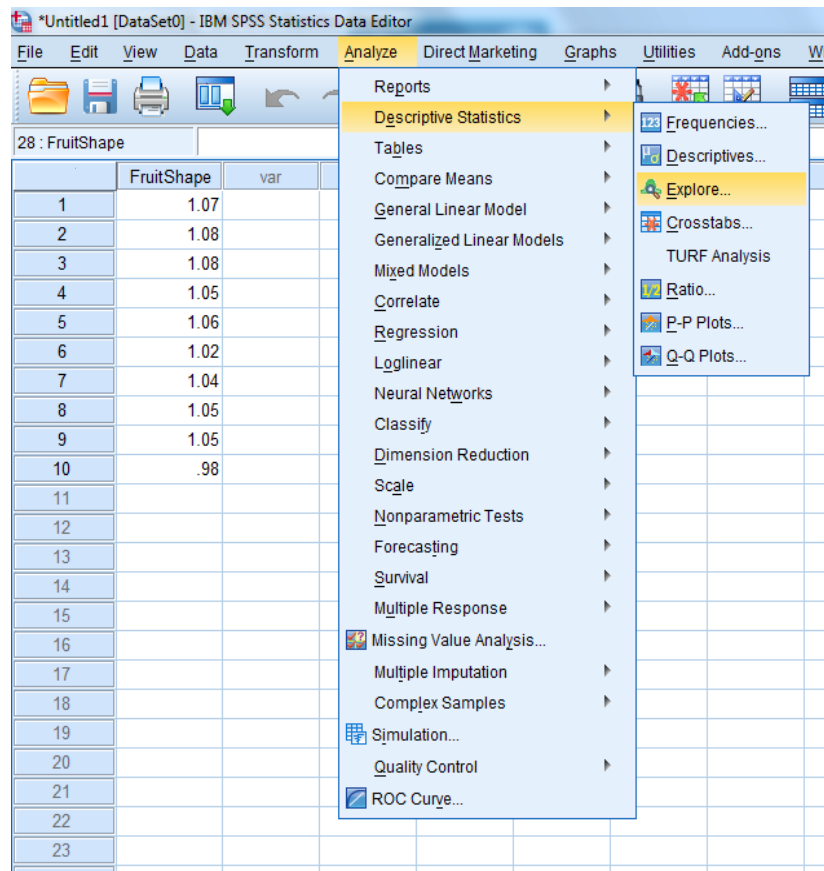 *Untitled1 [DataSet0] - IBM SPSS Statistics Data Editor
File Edit View Data Transform Analyze Direct Marketing Graphs Utilities Add-ons W
28 : FruitShape
FruitShape var
1 1.07
2 1.08
3 1.08
4 1.05
5 1.06
6 1.02
7 1.04
8 1.05
9 1.05
10 .98
11
12
13
14
15
16
17
18
19
20
21
22
23
Reports
Descriptive Statistics
Tables
Compare Means
General Linear Model
Generalized Linear Models
Mixed Models
Correlate
Regression
Loglinear
Neural Networks
Classify
Dimension Reduction
Scale
Nonparametric Tests
Forecasting
Survival
Multiple Response
Missing Value Analysis...
Multiple Imputation
Complex Samples
Simulation...
Quality Control
ROC Curve...
123 Frequencies...
Descriptives...
Explore...
Crosstabs...
TURF Analysis
1/2 Ratio...
P-P Plots...
Q-Q Plots...